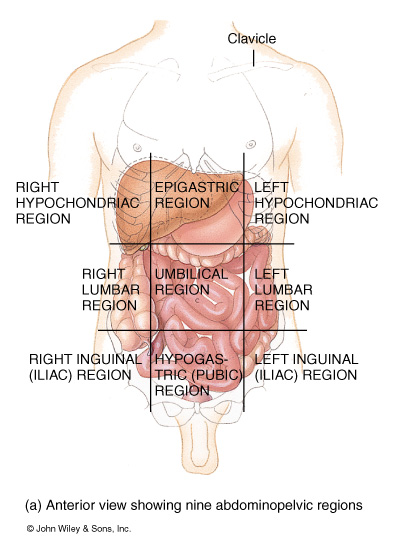 Clavicle
RIGHT
HYPOCHONDRIAC
REGION
EPIGASTRIC
REGION
LEFT
HYPOCHONDRIAC
REGION
RIGHT
LUMBAR
REGION
UMBILICAL
REGION
LEFT
LUMBAR
REGION
RIGHT INGUINAL
(ILIAC) REGION
HYPOGAS-
TRIC (PUBIC)
REGION
LEFT INGUINAL
(ILIAC) REGION
(a) Anterior view showing nine abdominopelvic regions
© John Wiley & Sons, Inc.